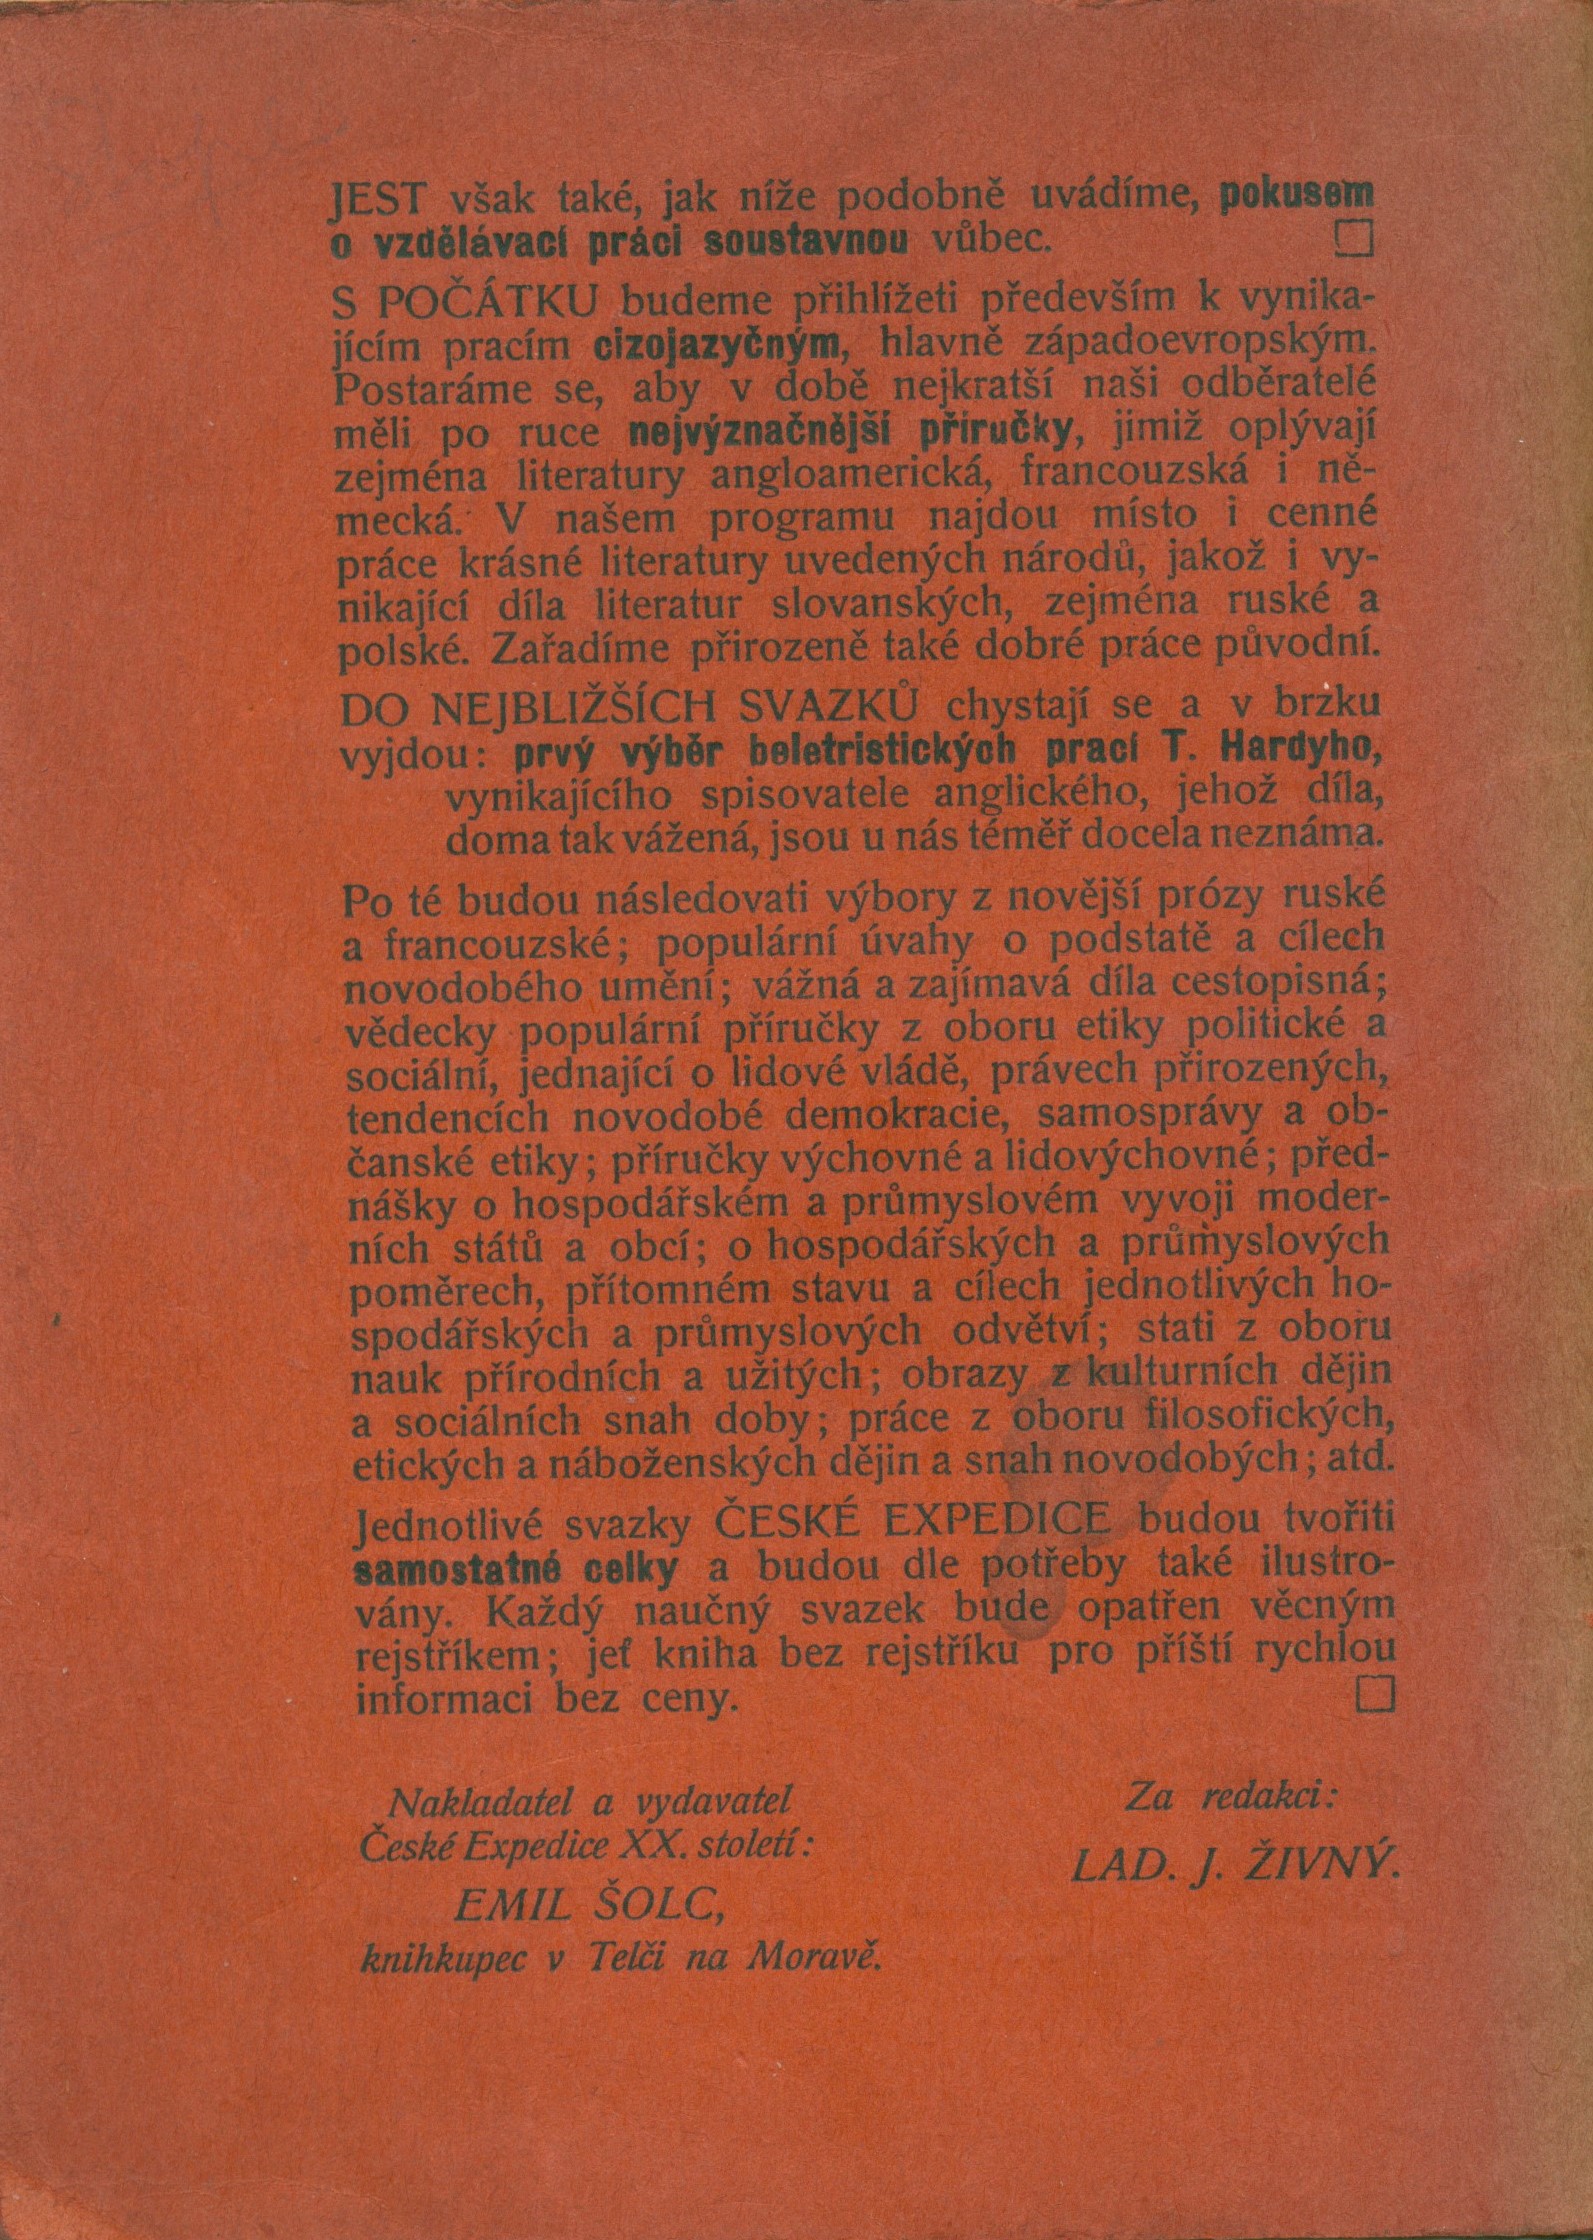 JEST však také, jak níže podobně uvádíme, pokusem
o vzdělávací práci soustavnou vůbec.
S POČÁTKU budeme přihlížeti především k vynika-
jícím pracím cizojazyčným, hlavně západoevropským.
Postaráme se, aby v době nejkratší naši odběratelé
měli po ruce nejvýznačnější příručky, jimiž oplývají
zejména literatury angloamerická, francouzská i ně-
mecká. V našem programu najdou místo i cenné
práce krásné literatury uvedených národů, jakož i vy-
nikající díla literatur slovanských, zejména ruské a
polské. Zařadíme přirozeně také dobré práce původní.
DO NEJBLIŽŠÍCH SVAZKŮ chystají se a v brzku
vyjdou: prvý výběr beletristických prací T. Hardyho,
vynikajícího spisovatele anglického, jehož díla,
doma tak vážená, jsou u nás téměř docela neznáma.
Po té budou následovati výbory z novější prózy ruské
a francouzské; populární úvahy o podstatě a cílech
novodobého umění; vážná a zajímavá díla cestopisná;
vědecky populární příručky z oboru etiky politické a
sociální, jednající o lidové vládě, právech přirozených,
tendencích novodobé demokracie, samosprávy a ob-
čanské etiky; příručky výchovné a lidovýchovné; před-
nášky o hospodářském a průmyslovém vyvoji moder-
ních států a obcí; o hospodářských a průmyslových
poměrech, přítomném stavu a cílech jednotlivých ho-
spodářských a průmyslových odvětví; stati z oboru
nauk přírodních a užitých; obrazy z kulturních dějin
a sociálních snah doby; práce z oboru filosofických,
etických a náboženských dějin a snah novodobých; atd.
Jednotlivé svazky ČESKÉ EXPEDICE budou tvořiti
samostatné celky a budou dle potřeby také ilustro-
vány. Každý naučný svazek bude opatřen věcným
rejstříkem; jeť kniha bez rejstříku pro příští rychlou
informaci bez ceny.
Nakladatel a vydavatel
České Expedice XX. století:
EMIL ŠOLC,
knihkupec v Telči na Moravě.
Za redakci:
LAD. J. ŽIVNÝ.